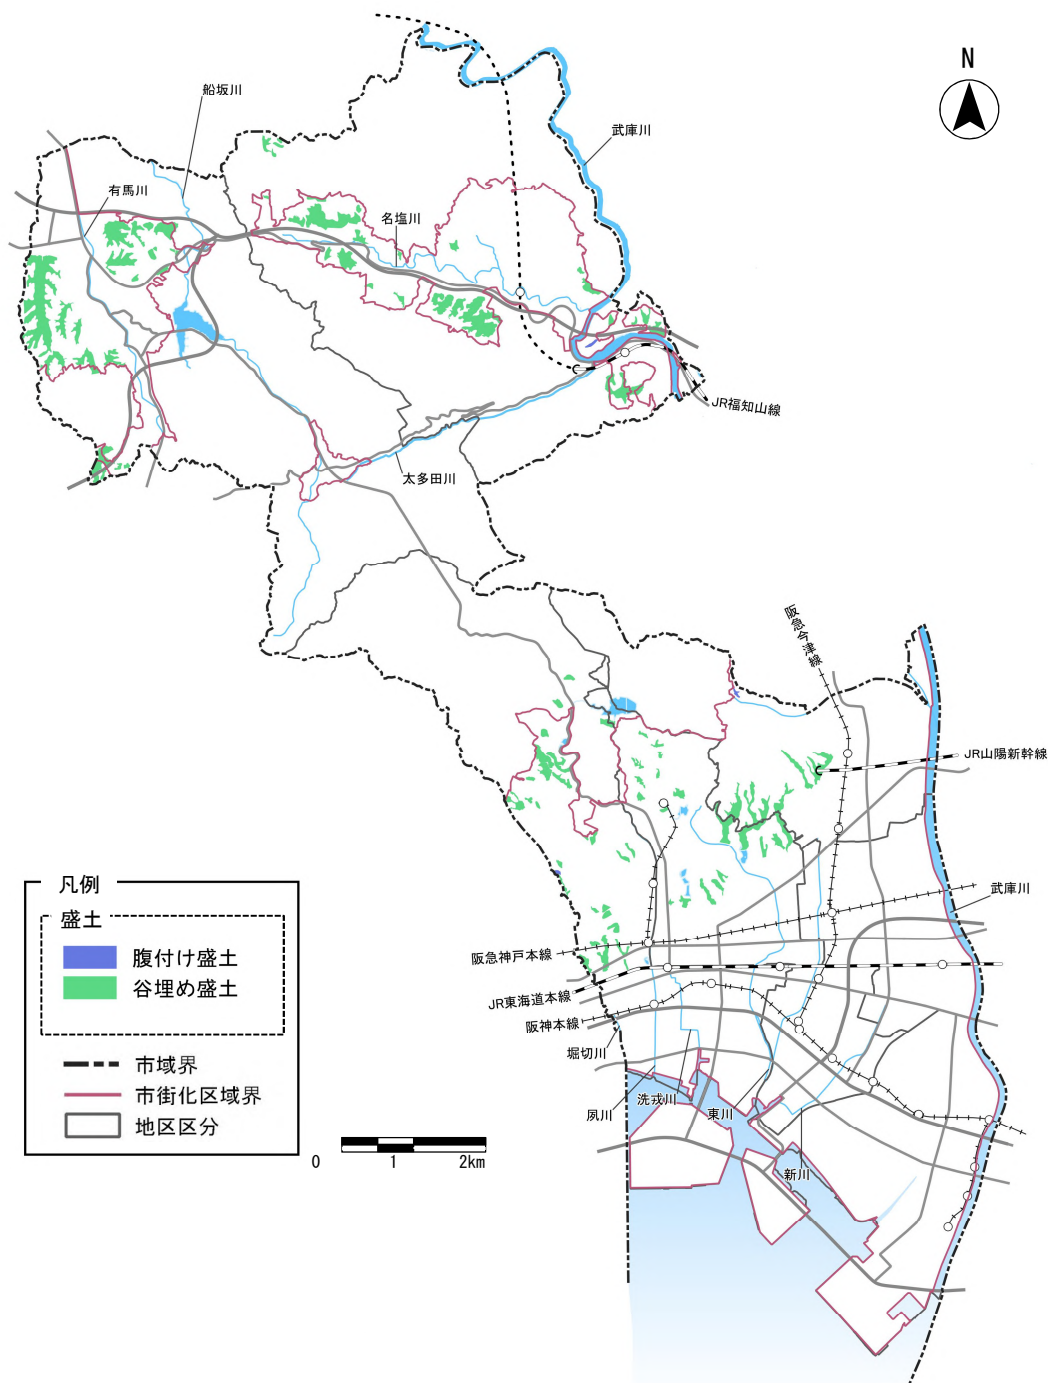 N
船坂川
武庫川
有馬川
名塩川
JR福知山線
太多田川
阪急今津線
JR山陽新幹線
武庫川
阪急神戸本線
JR東海道本線
阪神本線
堀切川
夙川
洗戎川
東川
新川
凡例
盛土
腹付け盛土
谷埋め盛土
市域界
市街化区域界
地区区分
0 1 2km